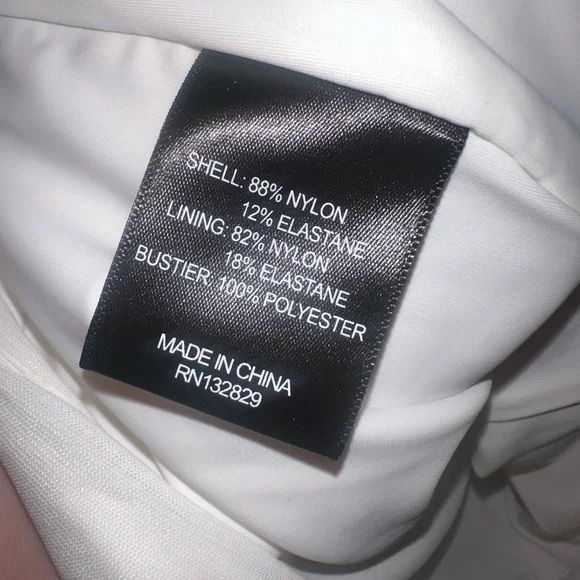 SHELL: 88% NYLON
12% ELASTANE
LINING: 82% NYLON
18% ELASTANE
BUSTIER: 100% POLYESTER
MADE IN CHINA
RN132829